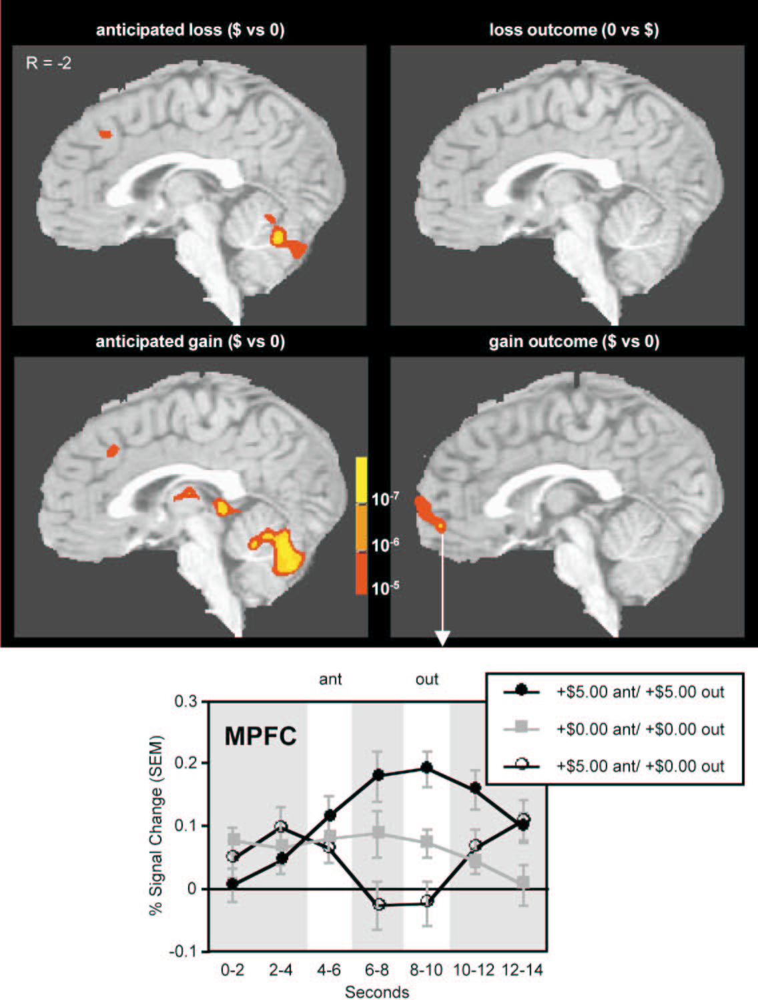 anticipated loss ($ vs 0)
loss outcome (0 vs $)
R = -2
anticipated gain ($ vs 0)
gain outcome ($ vs 0)
10-7
10-6
10-5
ant
out
+$5.00 ant/ +$5.00 out
+$0.00 ant/ +$0.00 out
+$5.00 ant/ +$0.00 out
MPFC
% Signal Change (SEM)
0.3
0.2
0.1
0
-0.1
0-2 2-4 4-6 6-8 8-10 10-12 12-14
Seconds